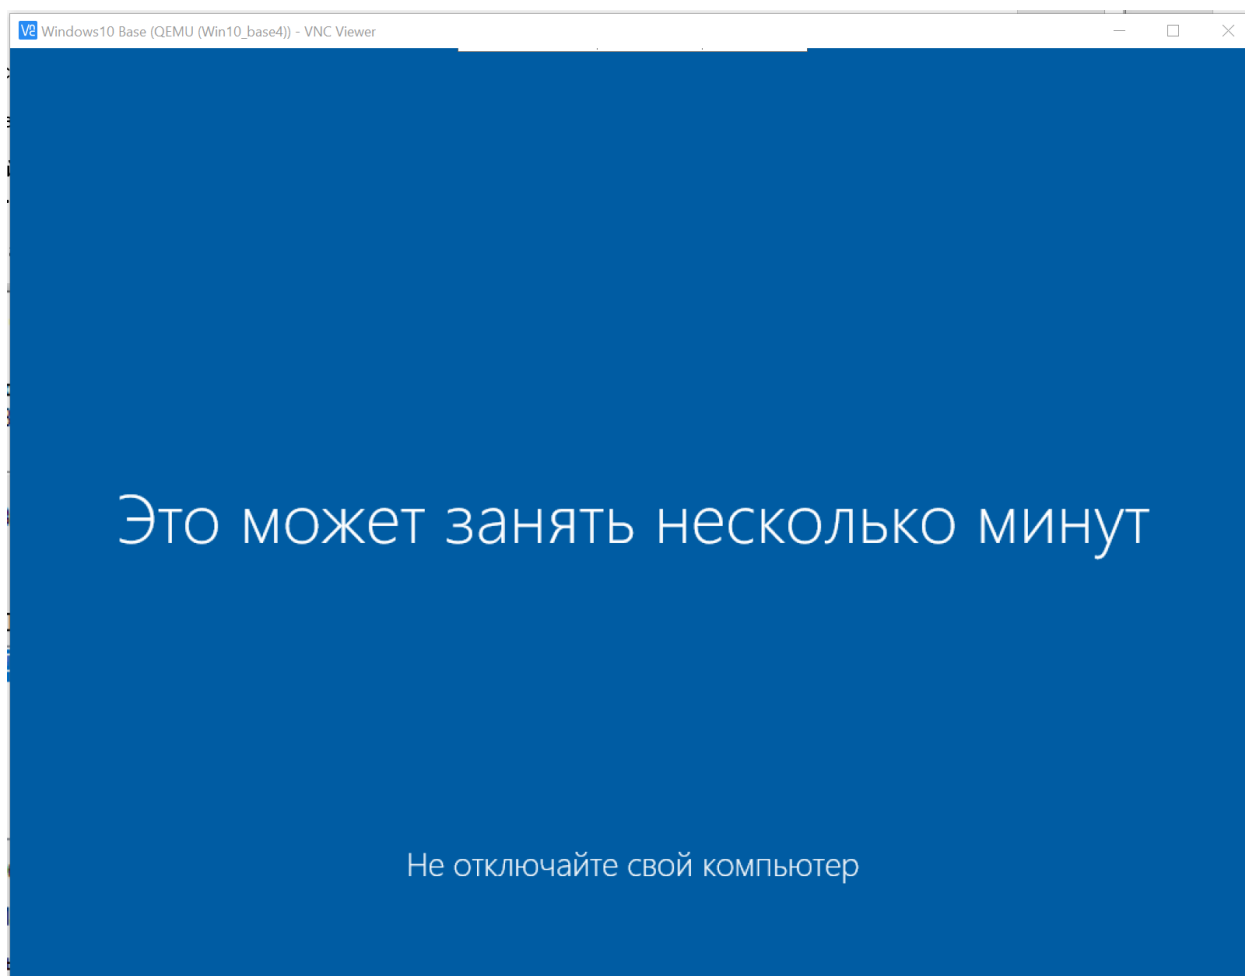 Windows10 Base (QEMU (Win10_base4)) - VNC Viewer
Это может занять несколько минут
Не отключайте свой компьютер